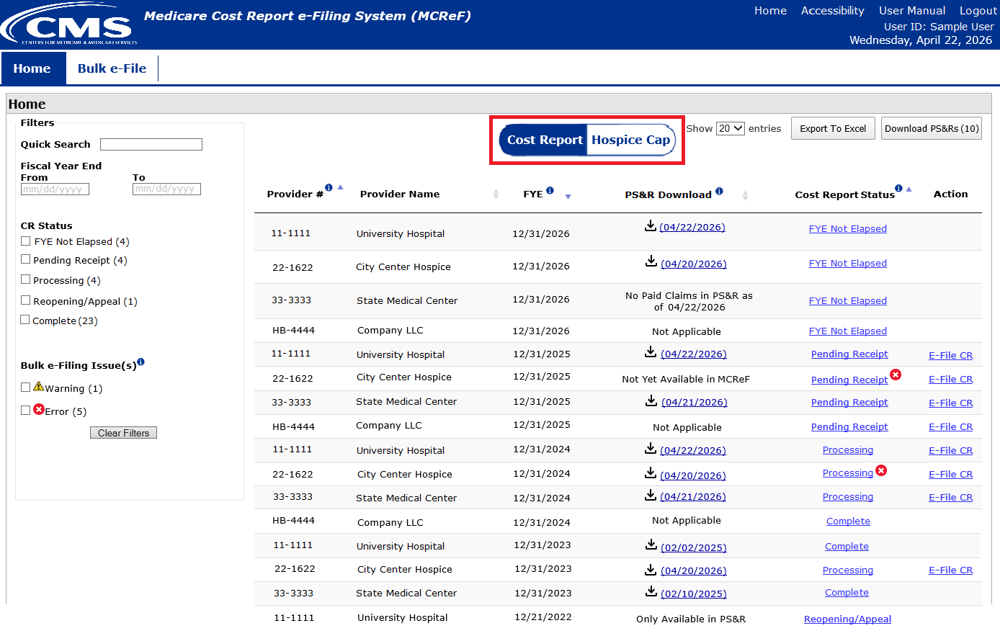 CMS
CENTERS FOR MEDICARE & MEDICAID SERVICES
Medicare Cost Report e-Filing System (MCReF)
Home Accessibility User Manual Logout
User ID: Sample User
Wednesday, April 22, 2026
Home Bulk e-File
Home
Filters
Quick Search
Fiscal Year End
From To
mm/dd/yyyy mm/dd/yyyy
CR Status
FYE Not Elapsed (4)
Pending Receipt (4)
Processing (4)
Reopening/Appeal (1)
Complete (23)
Bulk e-Filing Issue(s)
Warning (1)
Error (5)
Clear Filters
Cost Report Hospice Cap
Show 20 entries
Export To Excel
Download PS&Rs (10)
Provider # Provider Name FYE PS&R Download Cost Report Status Action
11-1111 University Hospital 12/31/2026 (04/22/2026) FYE Not Elapsed
22-1622 City Center Hospice 12/31/2026 (04/20/2026) FYE Not Elapsed
33-3333 State Medical Center 12/31/2026 No Paid Claims in PS&R as
of 04/22/2026 FYE Not Elapsed
HB-4444 Company LLC 12/31/2026 Not Applicable FYE Not Elapsed
11-1111 University Hospital 12/31/2025 (04/22/2026) Pending Receipt E-File CR
22-1622 City Center Hospice 12/31/2025 Not Yet Available in MCReF Pending Receipt E-File CR
33-3333 State Medical Center 12/31/2025 (04/21/2026) Pending Receipt E-File CR
HB-4444 Company LLC 12/31/2025 Not Applicable Pending Receipt E-File CR
11-1111 University Hospital 12/31/2024 (04/22/2026) Processing E-File CR
22-1622 City Center Hospice 12/31/2024 (04/20/2026) Processing E-File CR
33-3333 State Medical Center 12/31/2024 (04/21/2026) Processing E-File CR
HB-4444 Company LLC 12/31/2024 Not Applicable Complete
11-1111 University Hospital 12/31/2023 (02/02/2025) Complete
22-1622 City Center Hospice 12/31/2023 (04/20/2026) Processing E-File CR
33-3333 State Medical Center 12/31/2023 (02/10/2025) Complete
11-1111 University Hospital 12/21/2022 Only Available in PS&R Reopening/Appeal